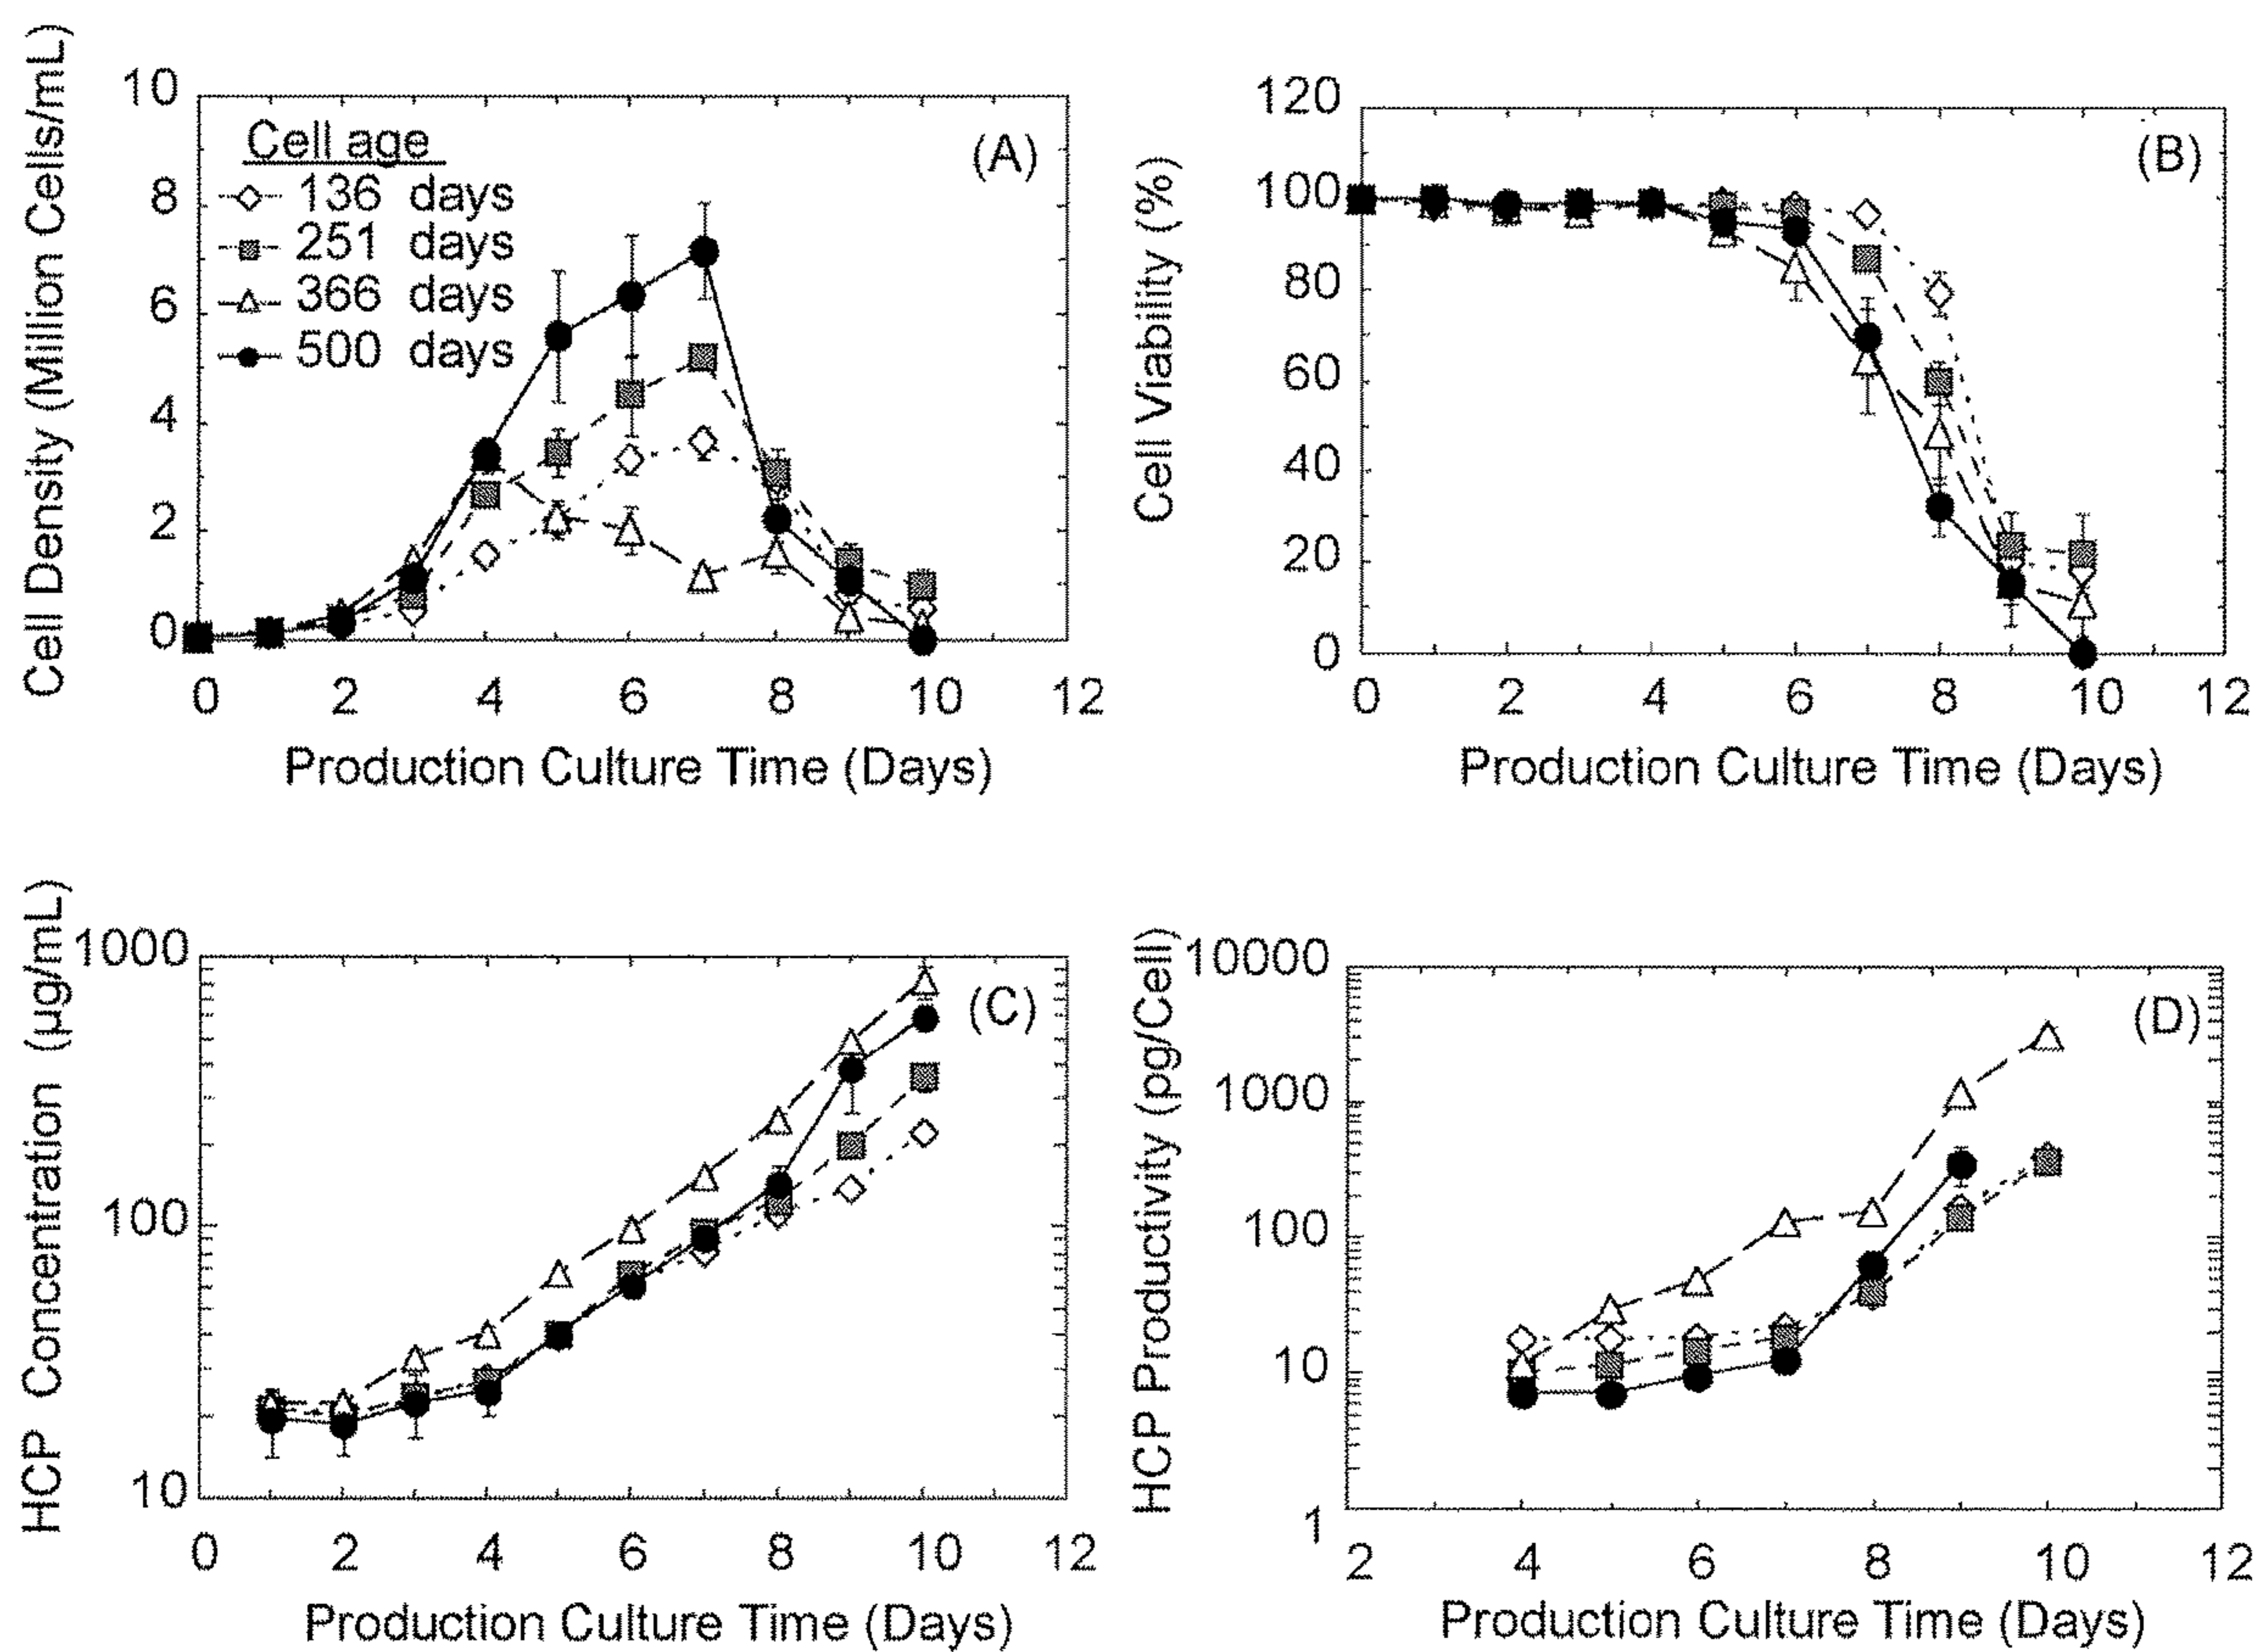 Cell Density (Million Cells/mL)
10
8
6
4
2
0
Cell age
136 days
251 days
366 days
500 days
(A)
0 2 4 6 8 10 12
Production Culture Time (Days)
Cell Viability (%)
120
100
80
60
40
20
0
(B)
0 2 4 6 8 10 12
Production Culture Time (Days)
HCP Concentration (µg/mL)
1000
100
10
(C)
0 2 4 6 8 10 12
Production Culture Time (Days)
HCP Productivity (pg/Cell)
10000
1000
100
10
1
(D)
2 4 6 8 10 12
Production Culture Time (Days)